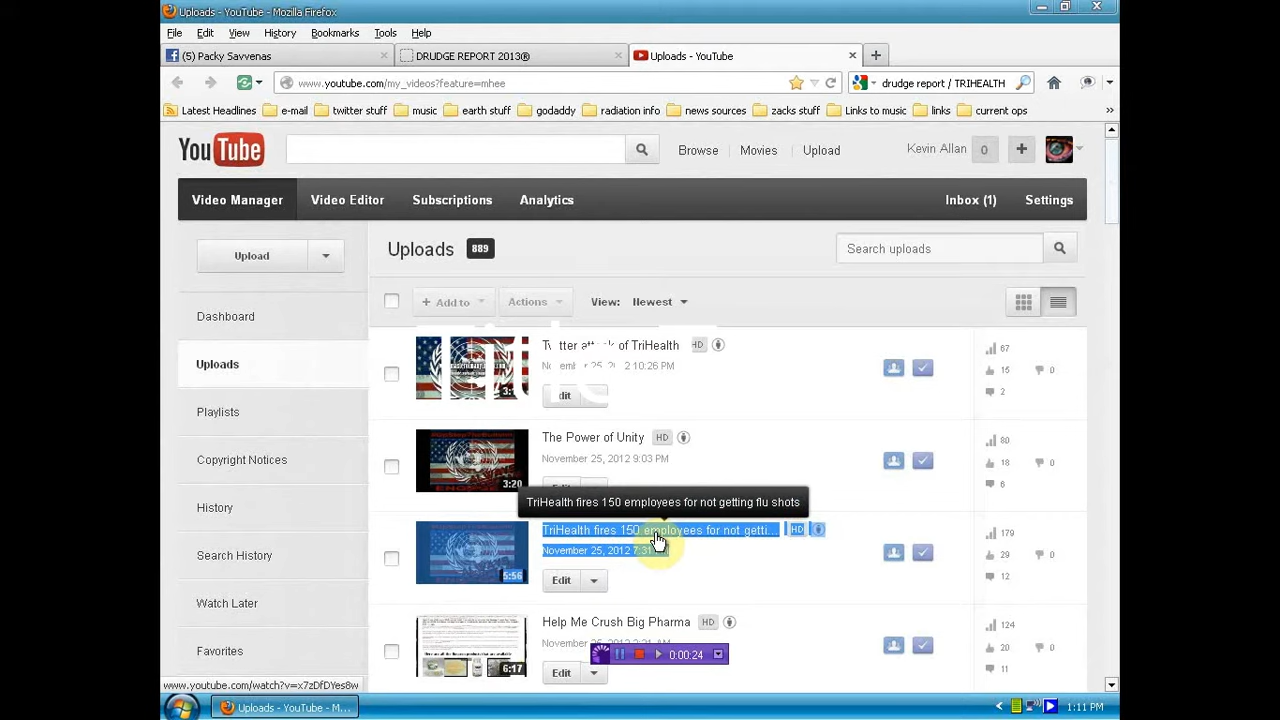 Uploads - YouTube - Mozilla Firefox
File Edit View History Bookmarks Tools Help
(5) Packy Savvenas
DRUDGE REPORT 2013®
Uploads - YouTube
www.youtube.com/my_videos?feature=mhee
drudge report / TRIHEALTH
Latest Headlines e-mail twitter stuff music earth stuff godaddy radiation info news sources zacks stuff Links to music links current ops »
YouTube Browse Movies Upload Kevin Allan 0 +
Video Manager Video Editor Subscriptions Analytics Inbox (1) Settings
Upload
Uploads 889
Search uploads
+ Add to Actions View: Newest
Dashboard
Uploads
Playlists
Copyright Notices
History
Search History
Watch Later
Favorites
of TriHealth HD
2 10:26 PM
67
15 0
2
The Power of Unity HD
November 25, 2012 9:03 PM
3:20
80
18 0
6
TriHealth fires 150 employees for not getting flu shots
TriHealth fires 150 employees for not getti... HD
November 25, 2012 7:31
5:56
Edit
179
29 0
12
Help Me Crush Big Pharma HD
6:17
Edit
124
20 0
11
0:00:24
www.youtube.com/watch?v=x7zDfDYes8w
Uploads - YouTube - M...
1:11 PM